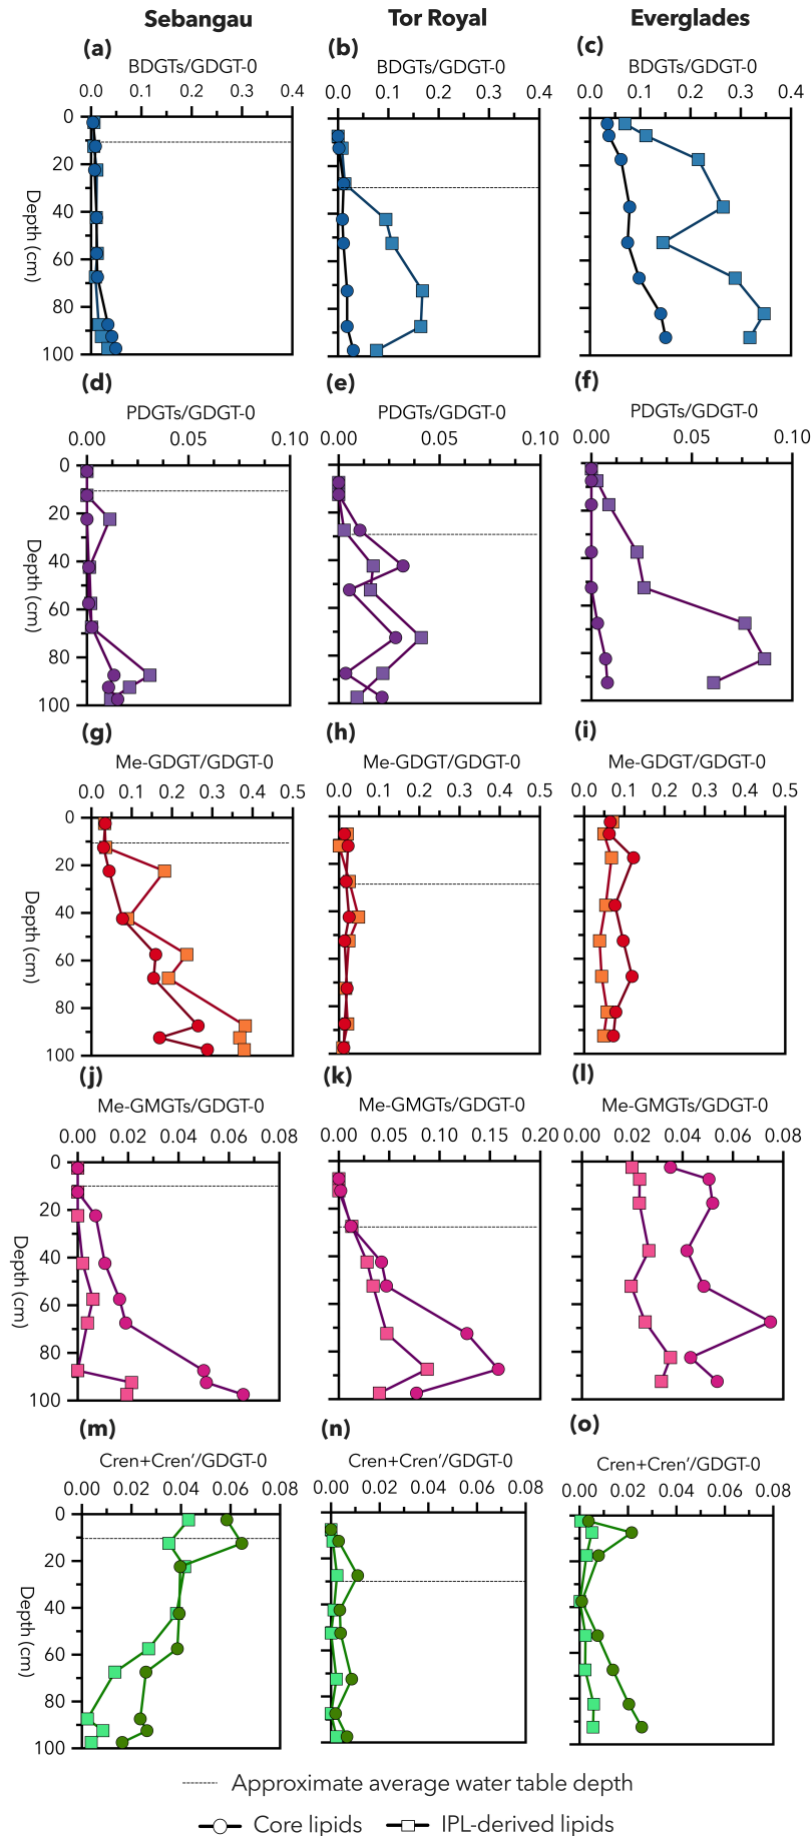 Sebangau Tor Royal Everglades
(a) (b) (c)
BDGTs/GDGT-0 BDGTs/GDGT-0 BDGTs/GDGT-0
0.0 0.1 0.2 0.3 0.4 0.0 0.1 0.2 0.3 0.4 0.0 0.1 0.2 0.3 0.4
0
20
40
60
80
100
Depth (cm)
(d) (e) (f)
PDGTs/GDGT-0 PDGTs/GDGT-0 PDGTs/GDGT-0
0.00 0.05 0.10 0.00 0.05 0.10 0.00 0.05 0.10
0
20
40
60
80
100
Depth (cm)
(g) (h) (i)
Me-GDGT/GDGT-0 Me-GDGT/GDGT-0 Me-GDGT/GDGT-0
0.0 0.1 0.2 0.3 0.4 0.5 0.0 0.1 0.2 0.3 0.4 0.5 0.0 0.1 0.2 0.3 0.4 0.5
0
20
40
60
80
100
Depth (cm)
(j) (k) (l)
Me-GMGTs/GDGT-0 Me-GMGTs/GDGT-0 Me-GMGTs/GDGT-0
0.00 0.02 0.04 0.06 0.08 0.00 0.05 0.10 0.15 0.20 0.00 0.02 0.04 0.06 0.08
0
20
40
60
80
100
Depth (cm)
(m) (n) (o)
Cren+Cren′/GDGT-0 Cren+Cren′/GDGT-0 Cren+Cren′/GDGT-0
0.00 0.02 0.04 0.06 0.08 0.00 0.02 0.04 0.06 0.08 0.00 0.02 0.04 0.06 0.08
0
20
40
60
80
100
Depth (cm)
Approximate average water table depth
Core lipids IPL-derived lipids